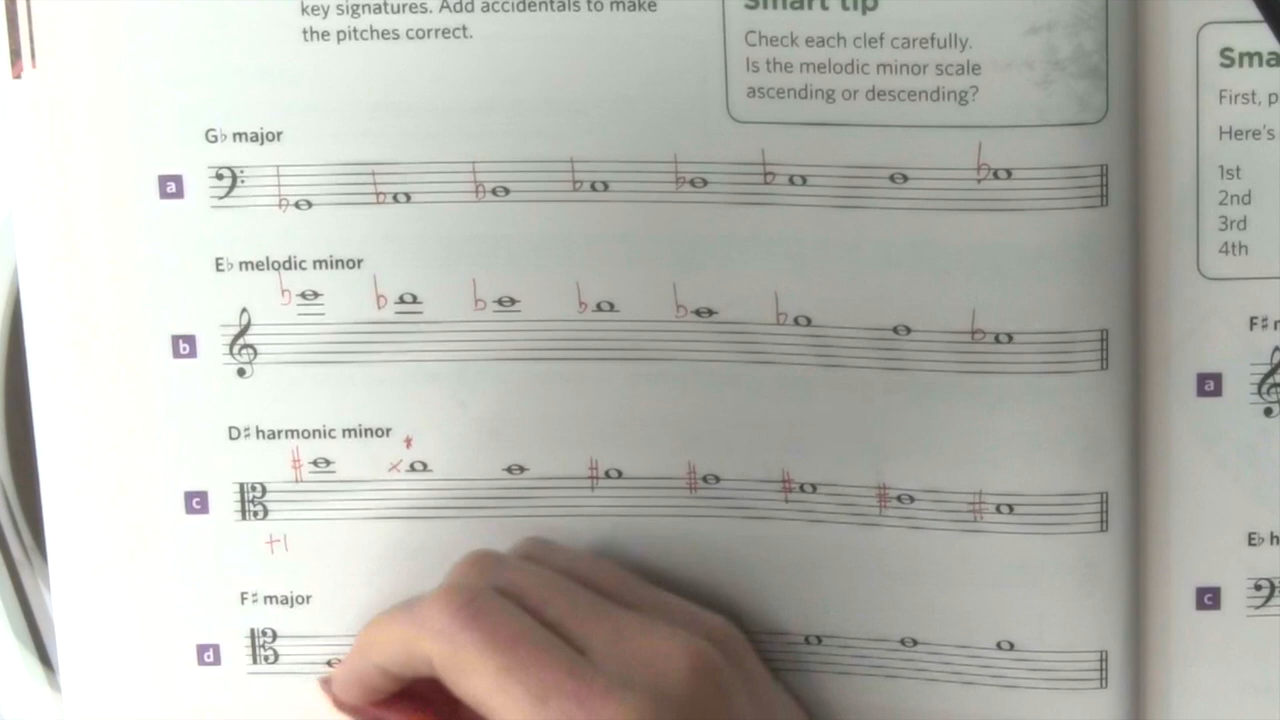 key signatures. Add accidentals to make
the pitches correct.
Smart tip
Check each clef carefully.
Is the melodic minor scale
ascending or descending?
G♭ major
a
E♭ melodic minor
b
D♯ harmonic minor
c
+1
F♯ major
d
First, p
Here's
1st
2nd
3rd
4th
a
c